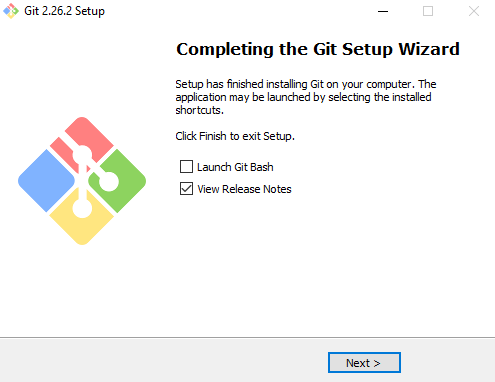 Git 2.26.2 Setup
Completing the Git Setup Wizard
Setup has finished installing Git on your computer. The
application may be launched by selecting the installed
shortcuts.
Click Finish to exit Setup.
Launch Git Bash
View Release Notes
Next >